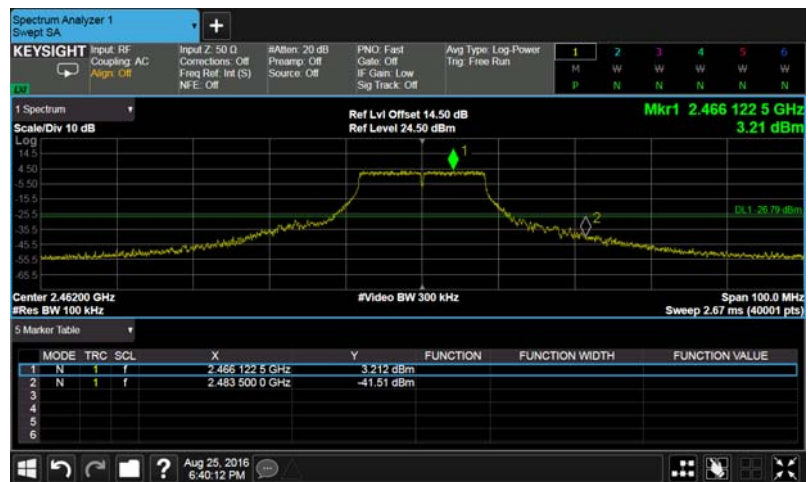 Spectrum Analyzer 1
Swept SA
KEYSIGHT Input: RF Input Z: 50 Ω #Atten: 20 dB PNO: Fast Avg Type: Log-Power 1 2 3 4 5 6
Coupling: AC Corrections: Off Preamp: Off Gate: Off Trig: Free Run M W W W W W
Align: Off Freq Ref: Int (S) Source: Off IF Gain: Low P N N N N N
LXI NFE: Off Sig Track: Off
1 Spectrum Ref Lvl Offset 14.50 dB Mkr1 2.466 122 5 GHz
Scale/Div 10 dB Ref Level 24.50 dBm 3.21 dBm
Log
14.5
4.50
-5.50
-15.5
-25.5
-35.5
-45.5
-55.5
-65.5
1
DL1 -26.79 dBm
2
Center 2.46200 GHz #Video BW 300 kHz Span 100.0 MHz
#Res BW 100 kHz Sweep 2.67 ms (40001 pts)
5 Marker Table
MODE TRC SCL X Y FUNCTION FUNCTION WIDTH FUNCTION VALUE
1 N 1 f 2.466 122 5 GHz 3.212 dBm
2 N 1 f 2.483 500 0 GHz -41.51 dBm
3
4
5
6
? Aug 25, 2016
6:40:12 PM